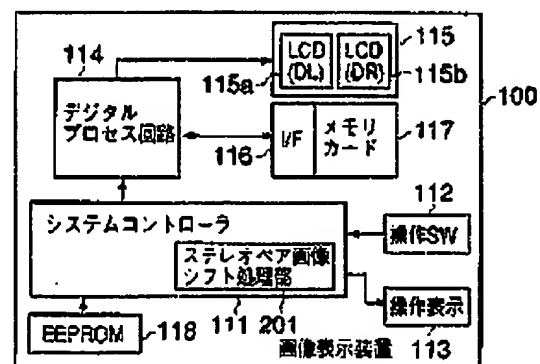 114
LCD
(DL)
LCD
(DR)
115
115a
115b
100
デジタル
プロセス回路
I/F
メモリ
カード
116
117
システムコントローラ
ステレオペア画像
シフト処理部
112
操作SW
操作表示
EEPROM
118
111
201
画像表示装置
113